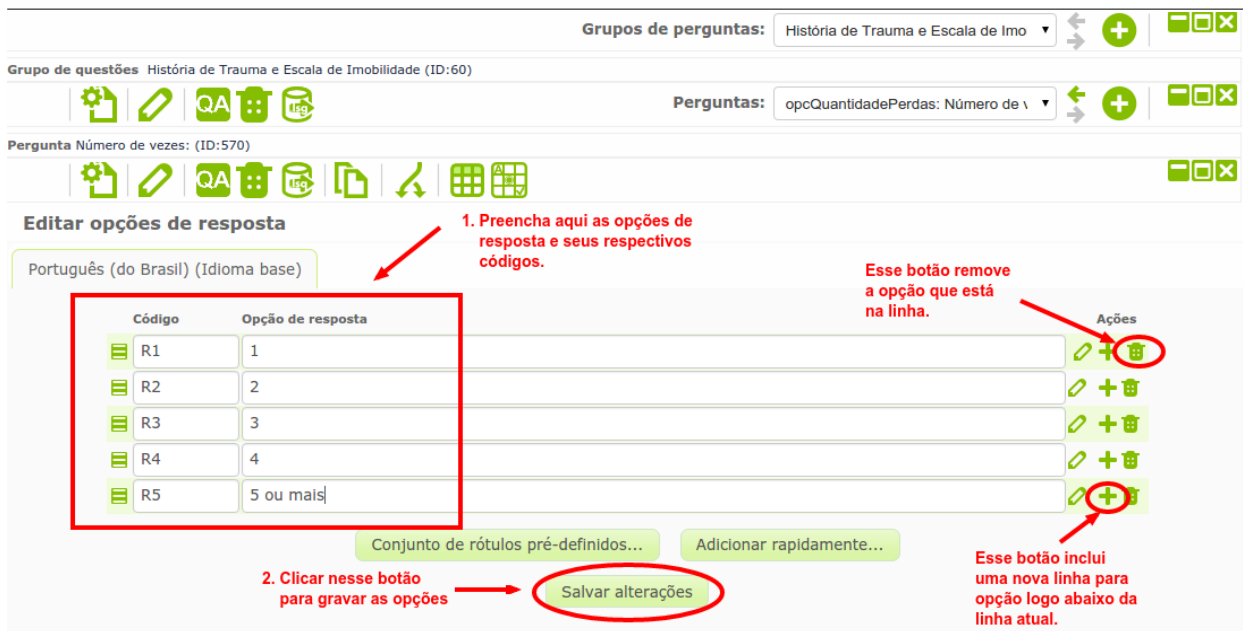 Grupos de perguntas: História de Trauma e Escala de Imo
Grupo de questões História de Trauma e Escala de Imobilidade (ID:60)
QA lsq Perguntas: opcQuantidadePerdas: Número de v
Pergunta Número de vezes: (ID:570)
QA lsq
Editar opções de resposta
1. Preencha aqui as opções de
resposta e seus respectivos
códigos.
Português (do Brasil) (Idioma base)
Esse botão remove
a opção que está
na linha.
Código Opção de resposta Ações
R1 1
R2 2
R3 3
R4 4
R5 5 ou mais
Conjunto de rótulos pré-definidos... Adicionar rapidamente...
2. Clicar nesse botão
para gravar as opções
Salvar alterações
Esse botão inclui
uma nova linha para
opção logo abaixo da
linha atual.